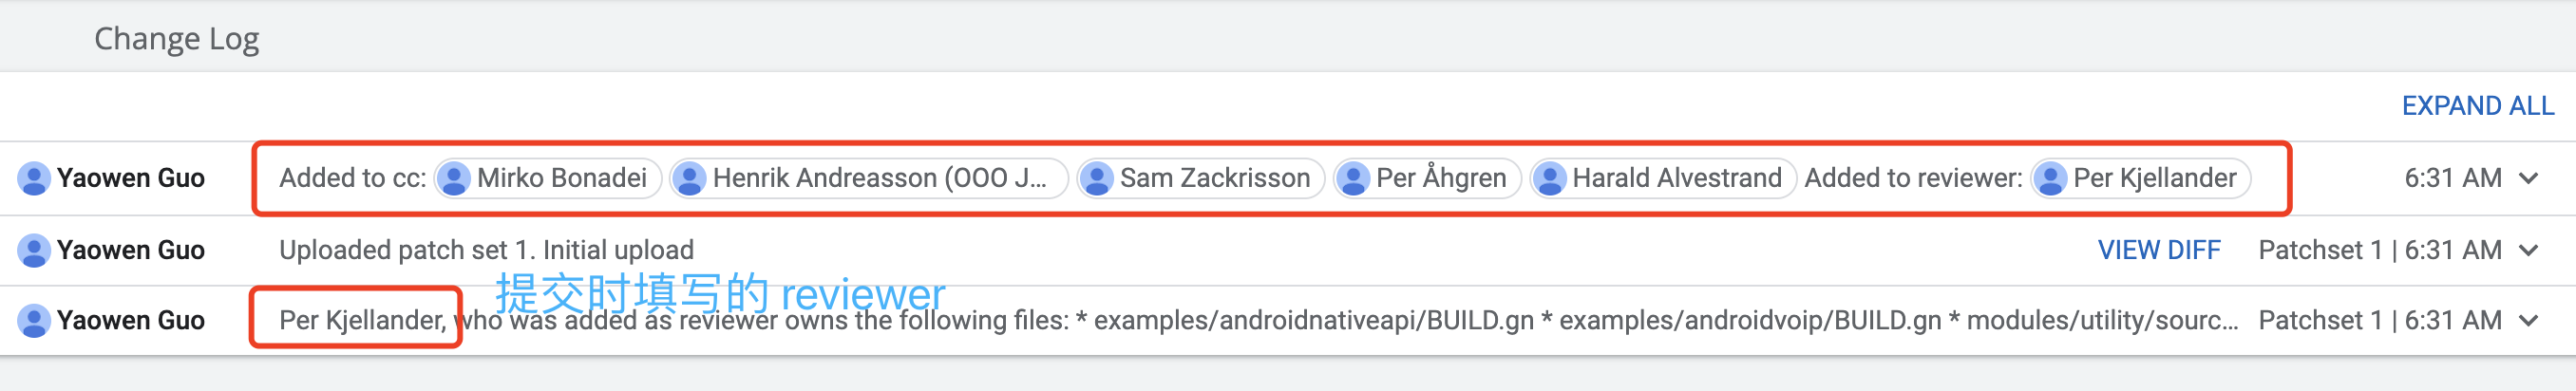 Change Log
EXPAND ALL
Yaowen Guo Added to cc: Mirko Bonadei Henrik Andreasson (OOO J... Sam Zackrisson Per Åhgren Harald Alvestrand Added to reviewer: Per Kjellander 6:31 AM
Yaowen Guo Uploaded patch set 1. Initial upload VIEW DIFF Patchset 1 | 6:31 AM
提交时填写的 reviewer
Yaowen Guo Per Kjellander, who was added as reviewer owns the following files: * examples/androidnativeapi/BUILD.gn * examples/androidvoip/BUILD.gn * modules/utility/sourc... Patchset 1 | 6:31 AM